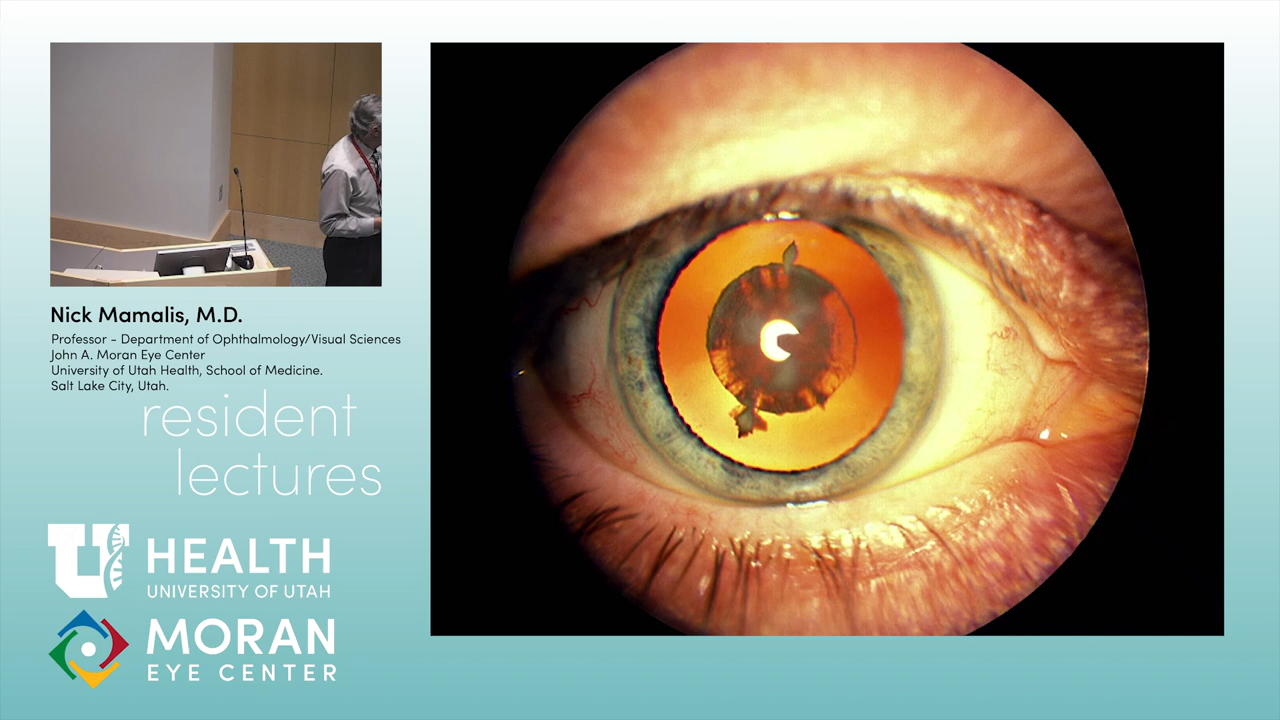 Nick Mamalis, M.D.
Professor - Department of Ophthalmology/Visual Sciences
John A. Moran Eye Center
University of Utah Health, School of Medicine.
Salt Lake City, Utah.
resident
lectures
U HEALTH
UNIVERSITY OF UTAH
MORAN
EYE CENTER